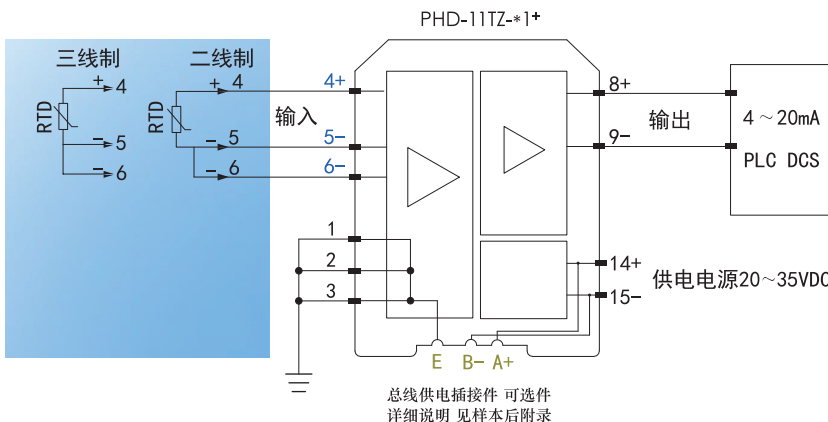 PHD-11TZ-*1+
三线制
二线制
RTD
+ 4
- 5
- 6
RTD
+ 4
- 5
- 6
输入
4+
5-
6-
1
2
3
8+
9-
输出
4～20mA
PLC DCS
14+
15-
供电电源20～35VDC
E B- A+
总线供电插接件 可选件
详细说明 见样本后附录